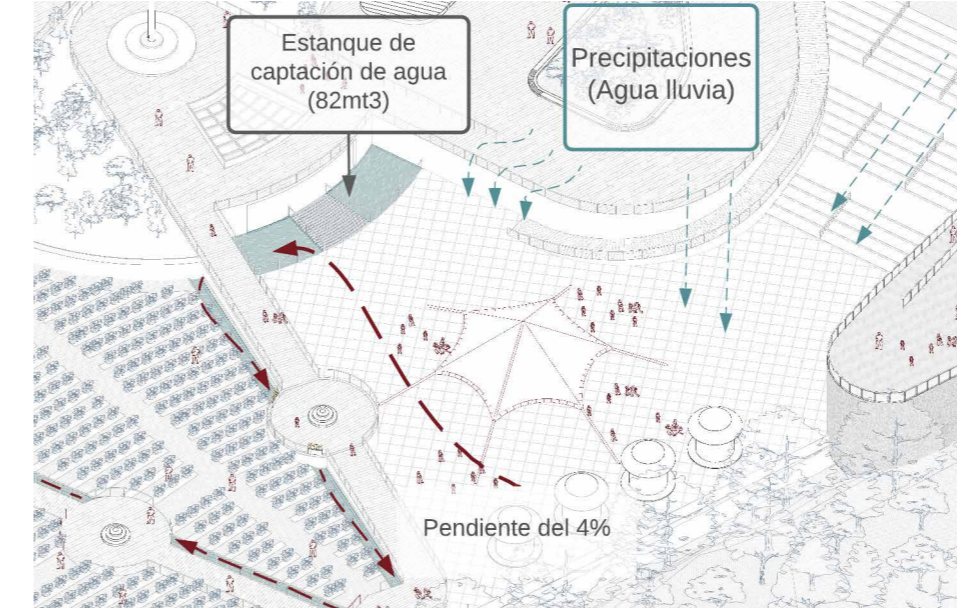 Estanque de
captación de agua
(82mt3)
Precipitaciones
(Agua lluvia)
Pendiente del 4%